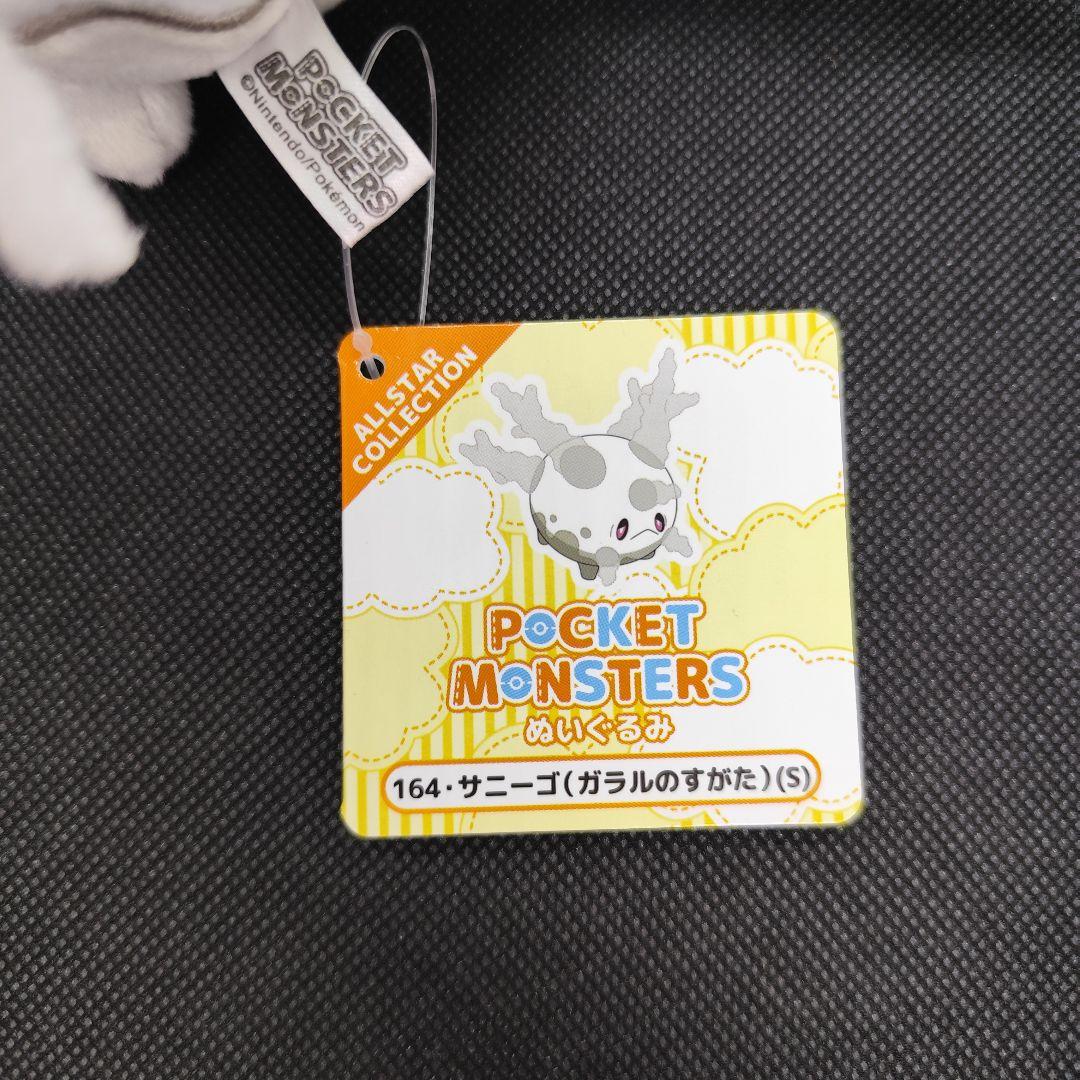 POCKET
MONSTERS
©Nintendo/Pokémon
ALLSTAR
COLLECTION
POCKET
MONSTERS
ぬいぐるみ
164・サニーゴ(ガラルのすがた)(S)